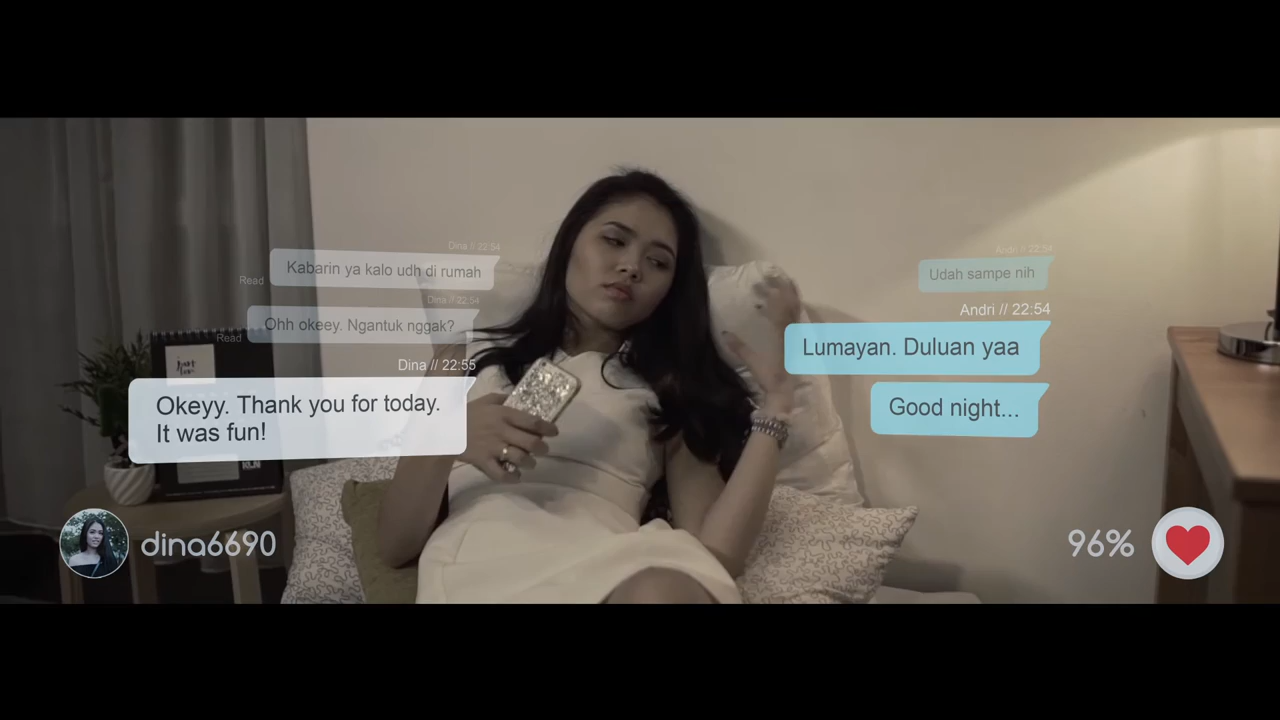 Dina // 22:54
Kabarin ya kalo udh di rumah
Read
Andri // 22:54
Udah sampe nih
Dina // 22:54
Ohh okeey. Ngantuk nggak?
Read
Andri // 22:54
Lumayan. Duluan yaa
Dina // 22:55
Okeyy. Thank you for today.
It was fun!
Good night...
just
dina6690
96%